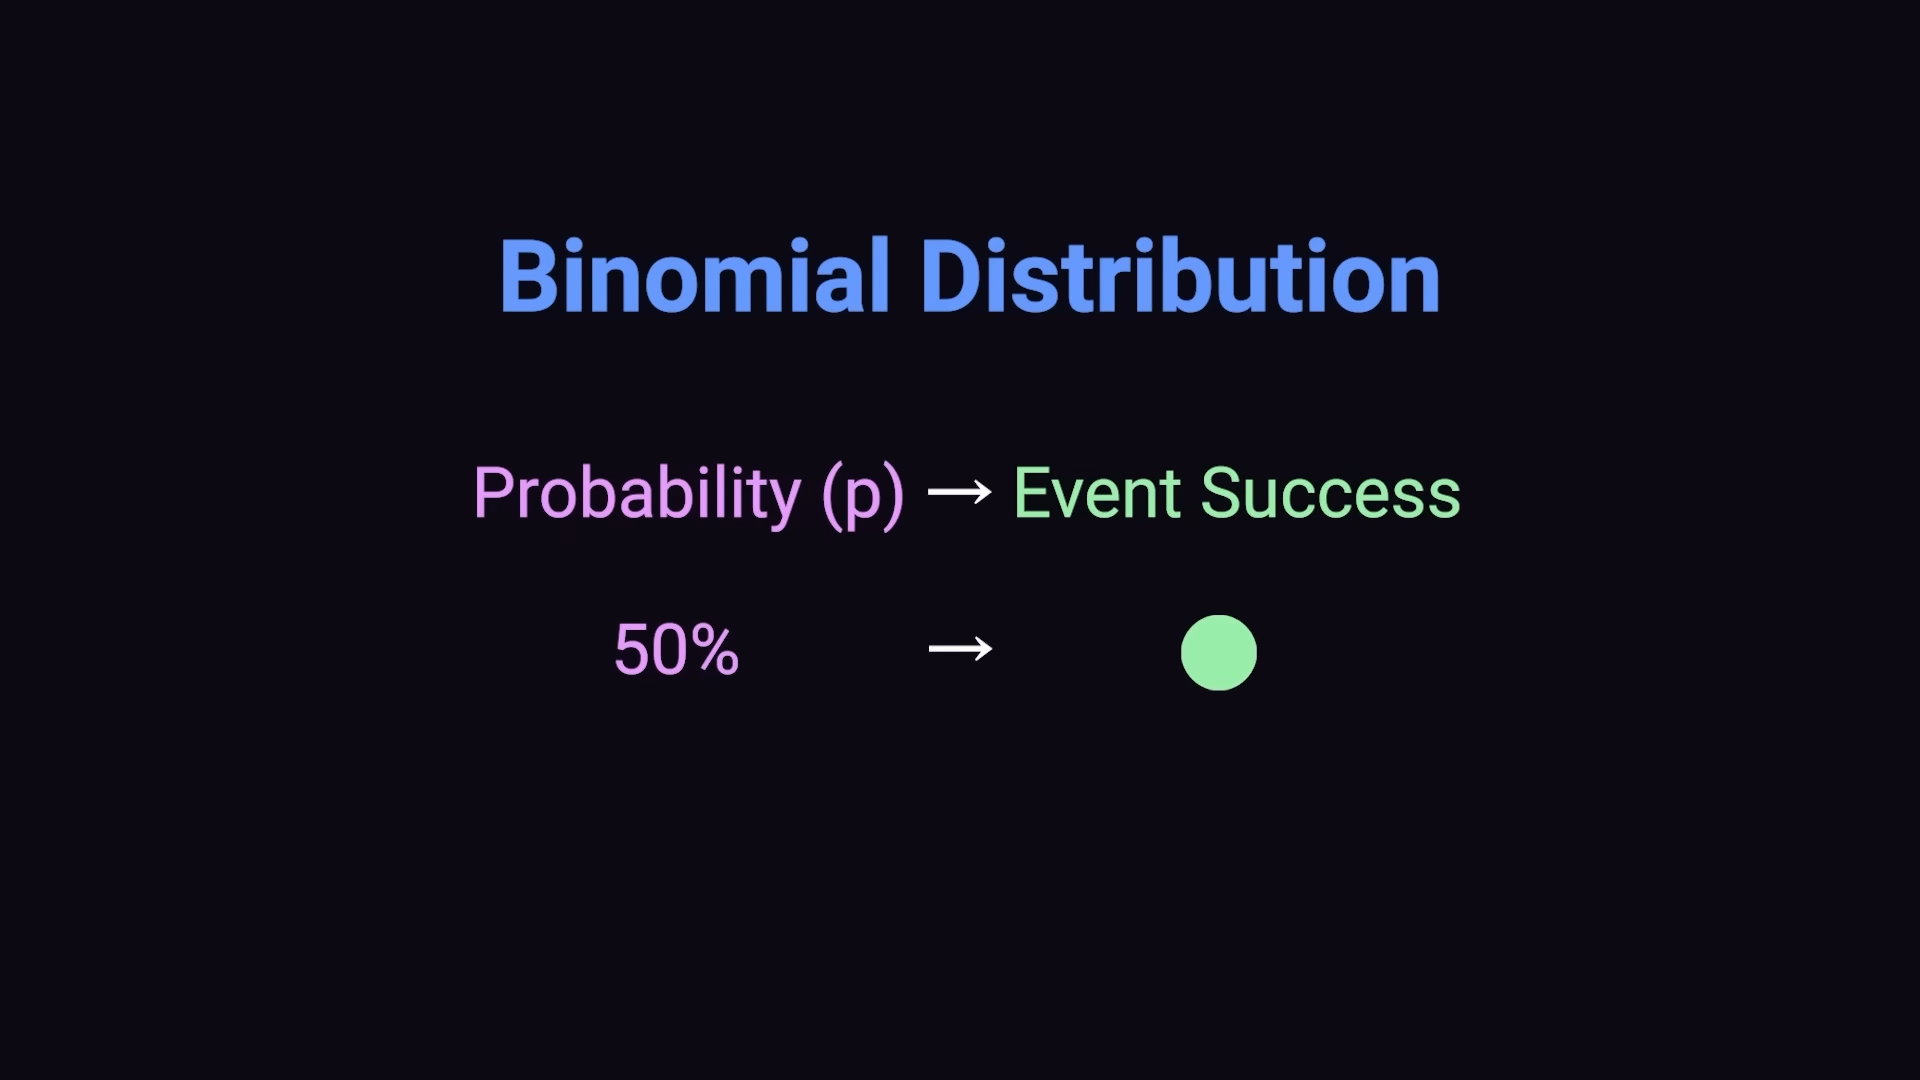 Binomial Distribution
Probability (p) → Event Success
50% →